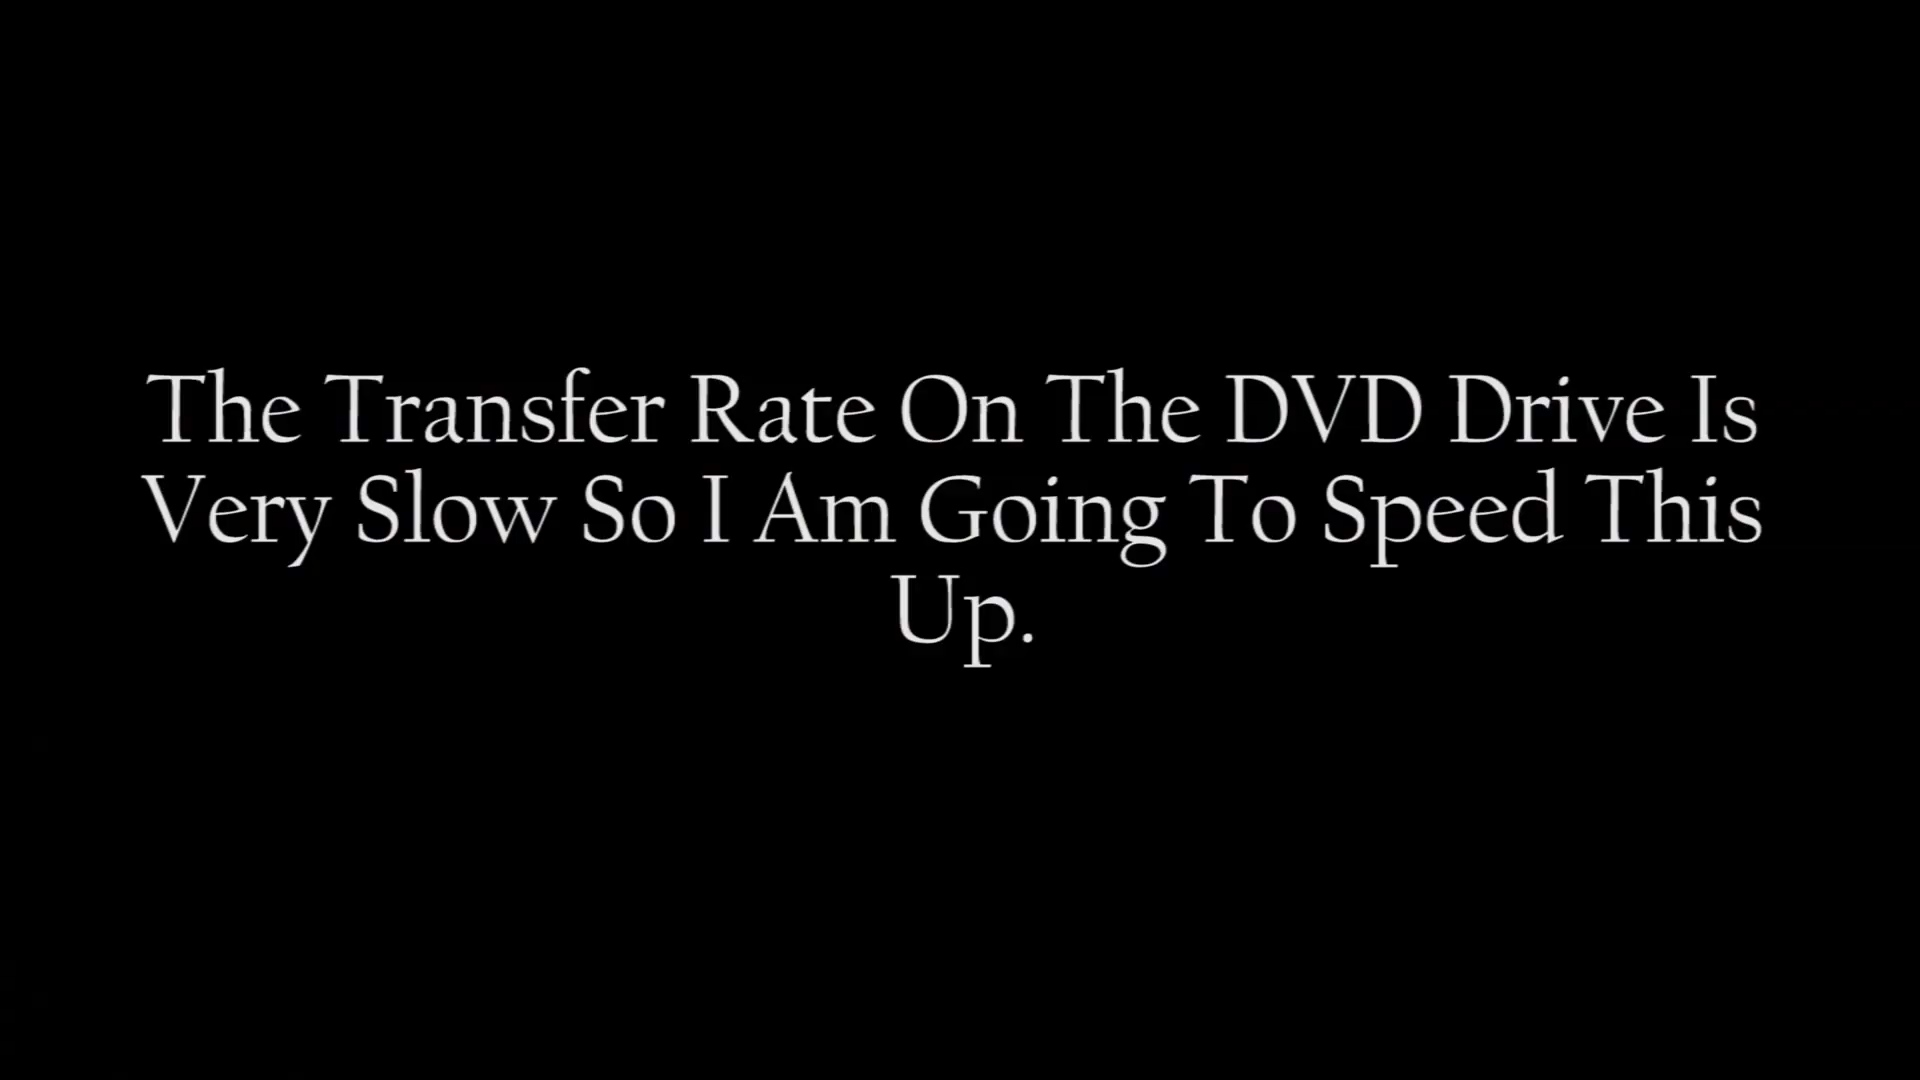 The Transfer Rate On The DVD Drive Is
Very Slow So I Am Going To Speed This
Up.